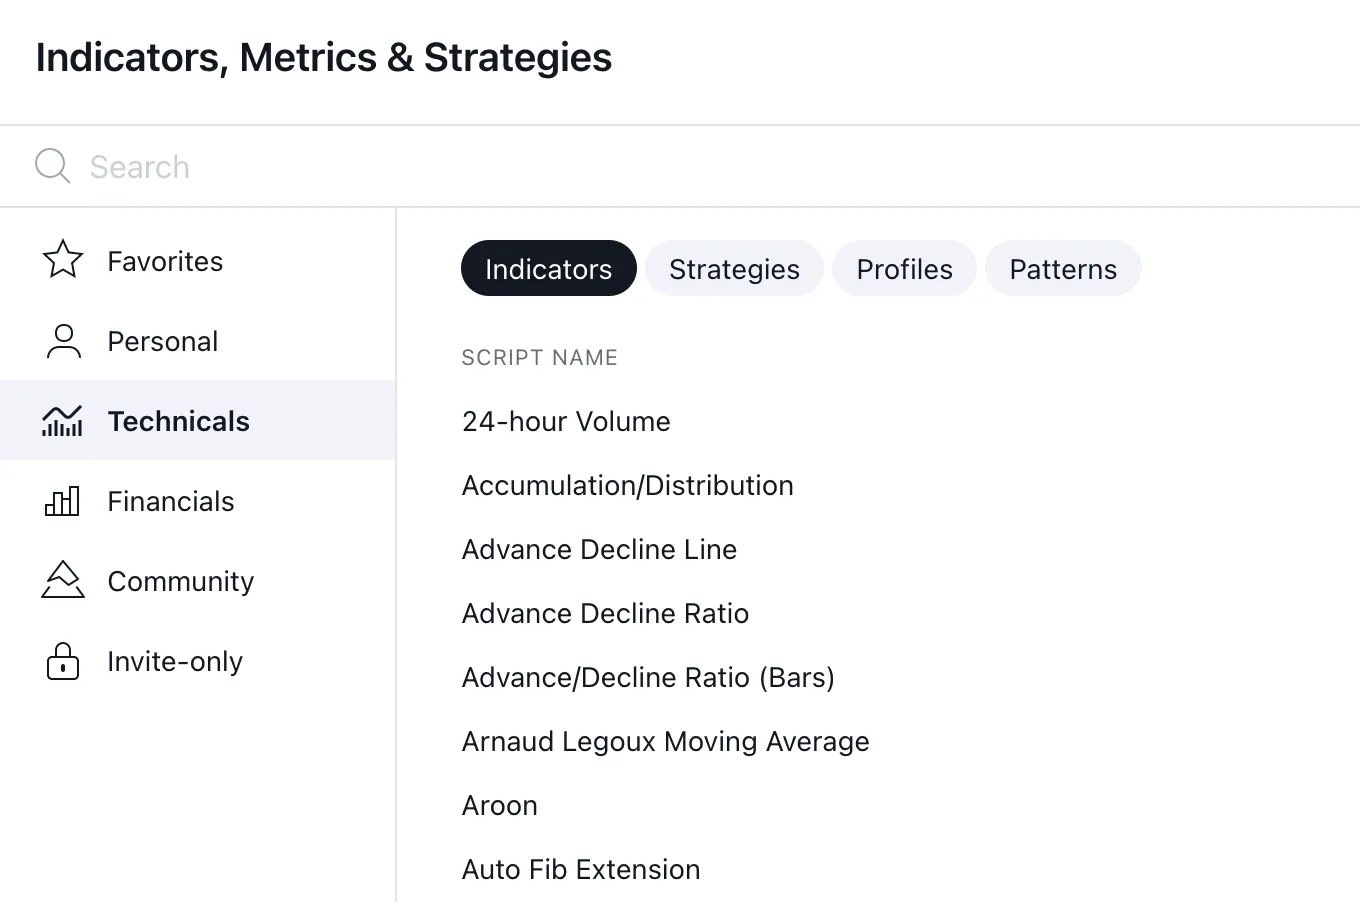 Indicators, Metrics & Strategies
Search
Favorites
Personal
Technicals
Financials
Community
Invite-only
Indicators
Strategies
Profiles
Patterns
SCRIPT NAME
24-hour Volume
Accumulation/Distribution
Advance Decline Line
Advance Decline Ratio
Advance/Decline Ratio (Bars)
Arnaud Legoux Moving Average
Aroon
Auto Fib Extension